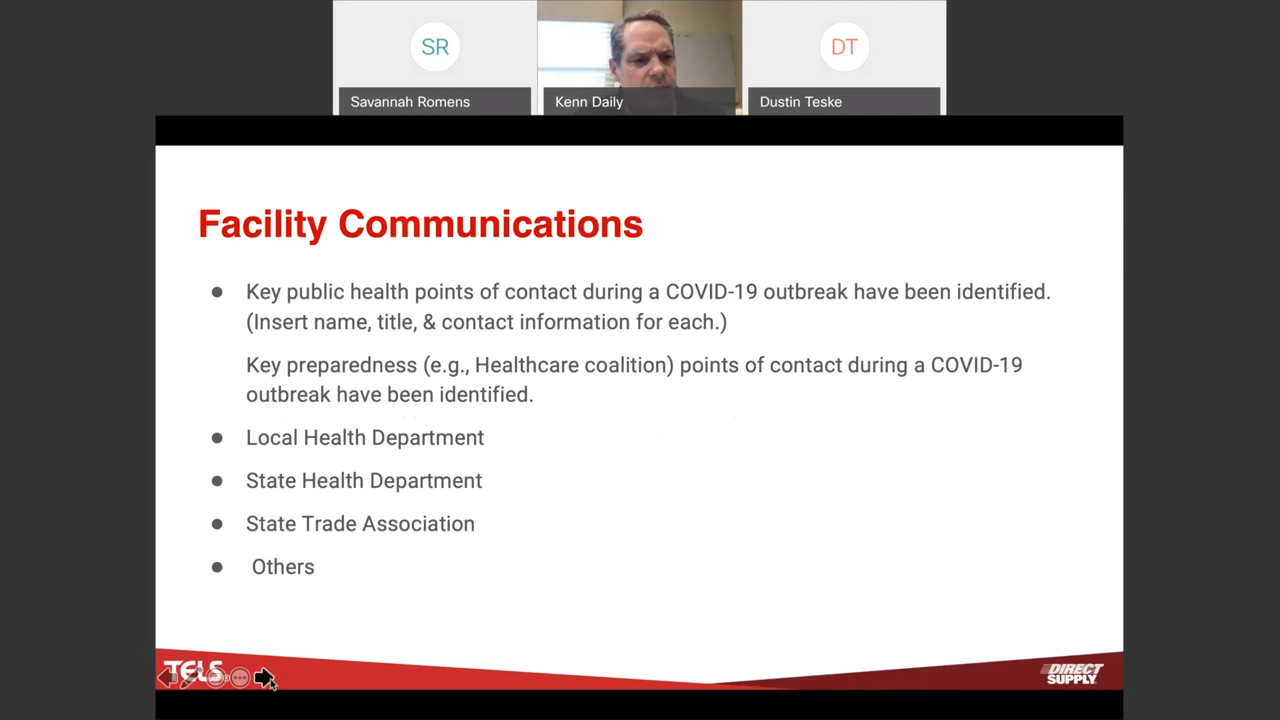 SR
DT
Savannah Romens
Kenn Daily
Dustin Teske
Facility Communications
● Key public health points of contact during a COVID-19 outbreak have been identified.
(Insert name, title, & contact information for each.)
Key preparedness (e.g., Healthcare coalition) points of contact during a COVID-19
outbreak have been identified.
● Local Health Department
● State Health Department
● State Trade Association
● Others
TELS
DIRECT
SUPPLY